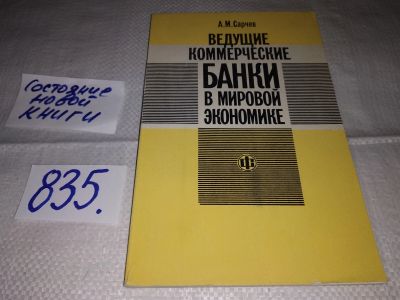 Состояние
новой
книги
835.
А.М.Сарчев
ВЕДУЩИЕ
КОММЕРЧЕСКИЕ
БАНКИ
В МИРОВОЙ
ЭКОНОМИКЕ